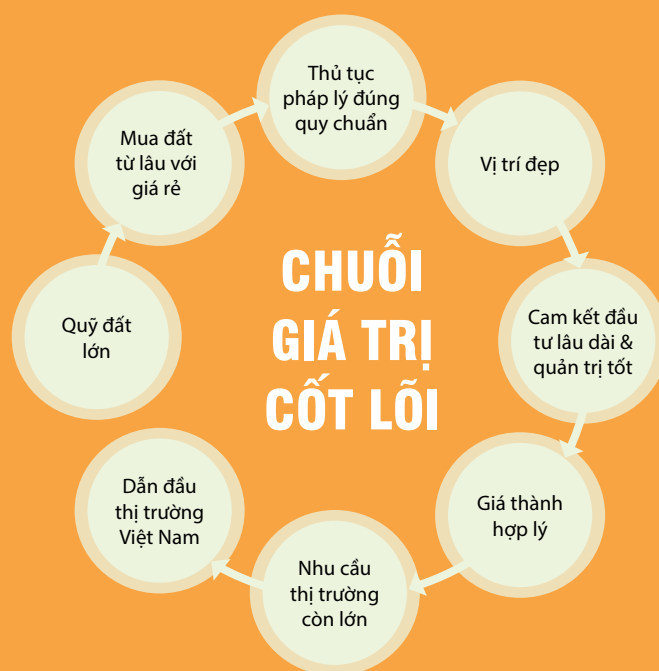 Thủ tục
pháp lý đúng
quy chuẩn
Mua đất
từ lâu với
giá rẻ
Vị trí đẹp
CHUỖI
GIÁ TRỊ
CỐT LÕI
Quỹ đất
lớn
Cam kết đầu
tư lâu dài &
quản trị tốt
Dẫn đầu
thị trường
Việt Nam
Giá thành
hợp lý
Nhu cầu
thị trường
còn lớn